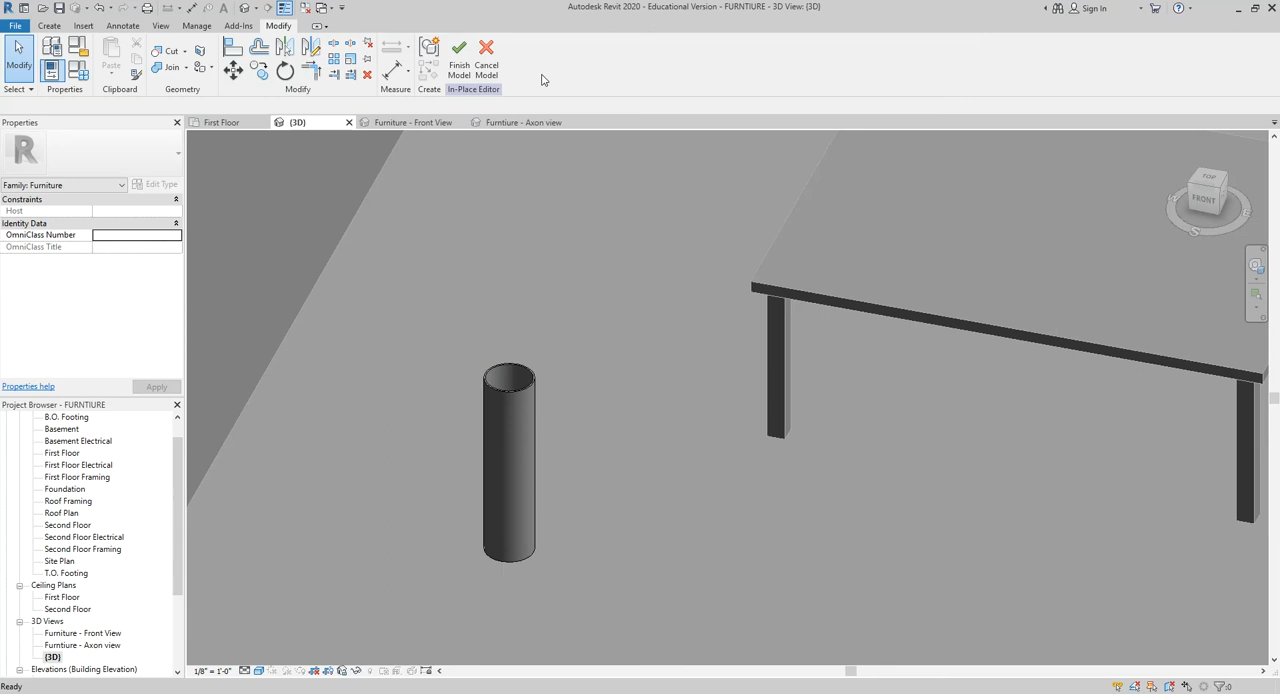 Autodesk Revit 2020 - Educational Version - FURNTIURE - 3D View: {3D}
Sign In
File Create Insert Annotate View Manage Add-Ins Modify
Modify
Paste
Cut
Join
Finish Model
Cancel Model
Select Properties Clipboard Geometry Modify Measure Create In-Place Editor
Properties
First Floor {3D} Furniture - Front View Furntiure - Axon view
Family: Furniture Edit Type
Constraints
Host
Identity Data
OmniClass Number
OmniClass Title
TOP
FRONT
S
Properties help Apply
Project Browser - FURNTIURE
B.O. Footing
Basement
Basement Electrical
First Floor
First Floor Electrical
First Floor Framing
Foundation
Roof Framing
Roof Plan
Second Floor
Second Floor Electrical
Second Floor Framing
Site Plan
T.O. Footing
Ceiling Plans
First Floor
Second Floor
3D Views
Furniture - Front View
Furntiure - Axon view
{3D}
Elevations (Building Elevation)
1/8" = 1'-0"
Ready
:0